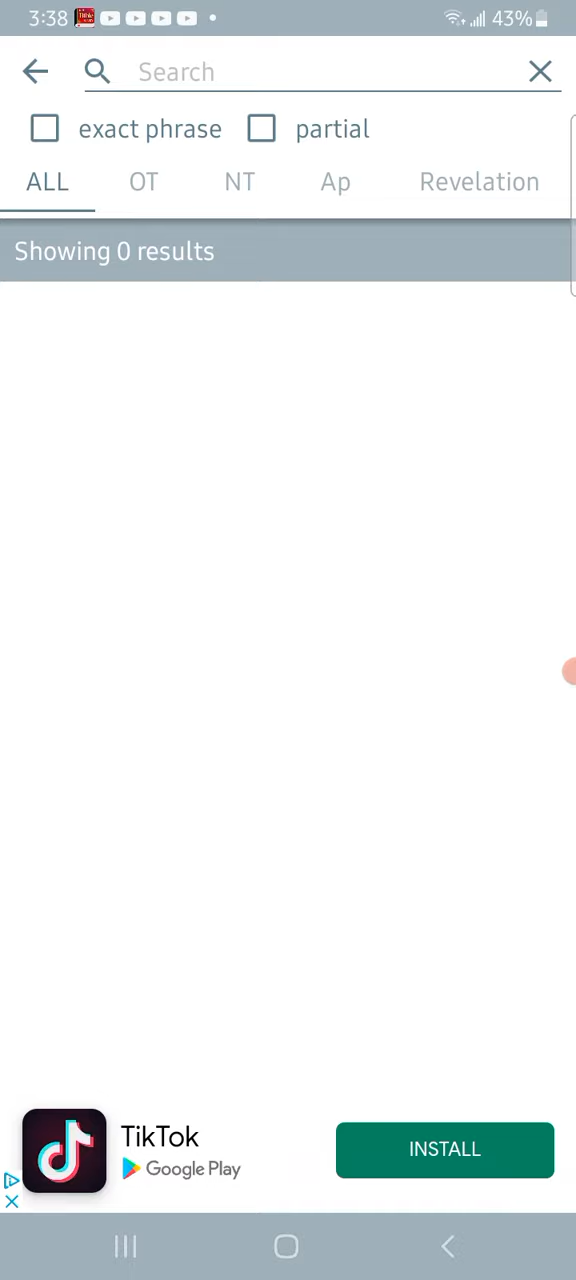 3:38 43%
Search
exact phrase partial
ALL OT NT Ap Revelation
Showing 0 results
TikTok
Google Play
INSTALL